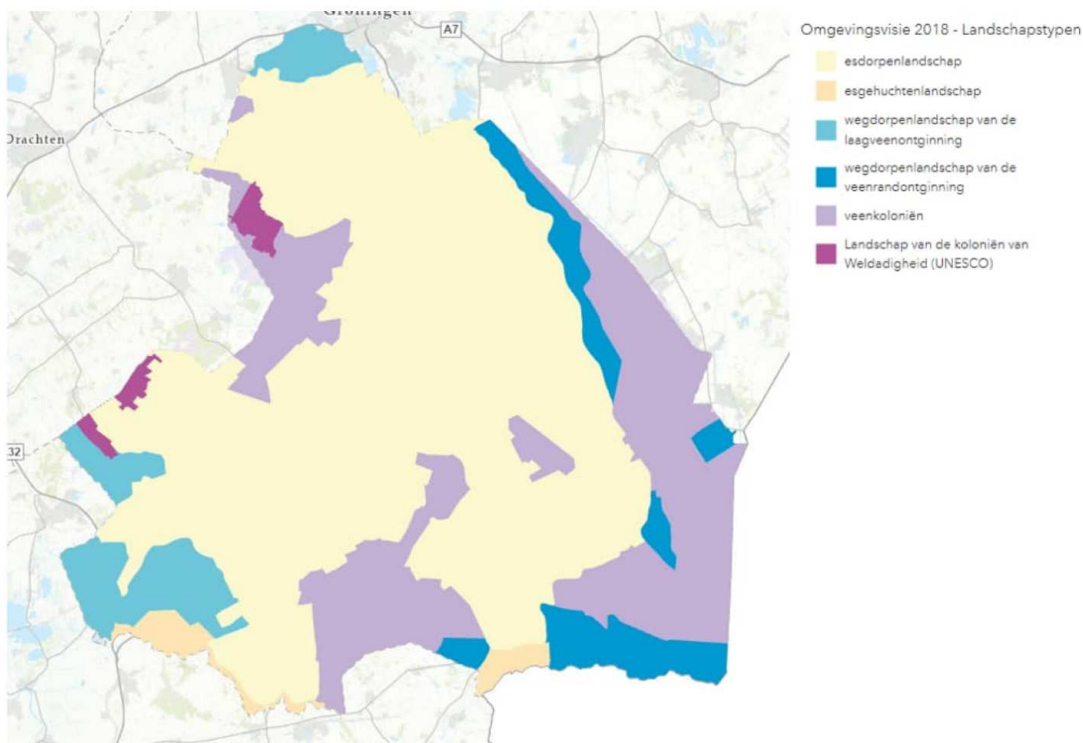 Groningen
A7
Drachten
32
Omgevingsvisie 2018 - Landschapstypen
esdorpenlandschap
esgehuchtenlandschap
wegdorpenlandschap van de
laagveenontginning
wegdorpenlandschap van de
veenrandontginning
veenkoloniën
Landschap van de koloniën van
Weldadigheid (UNESCO)